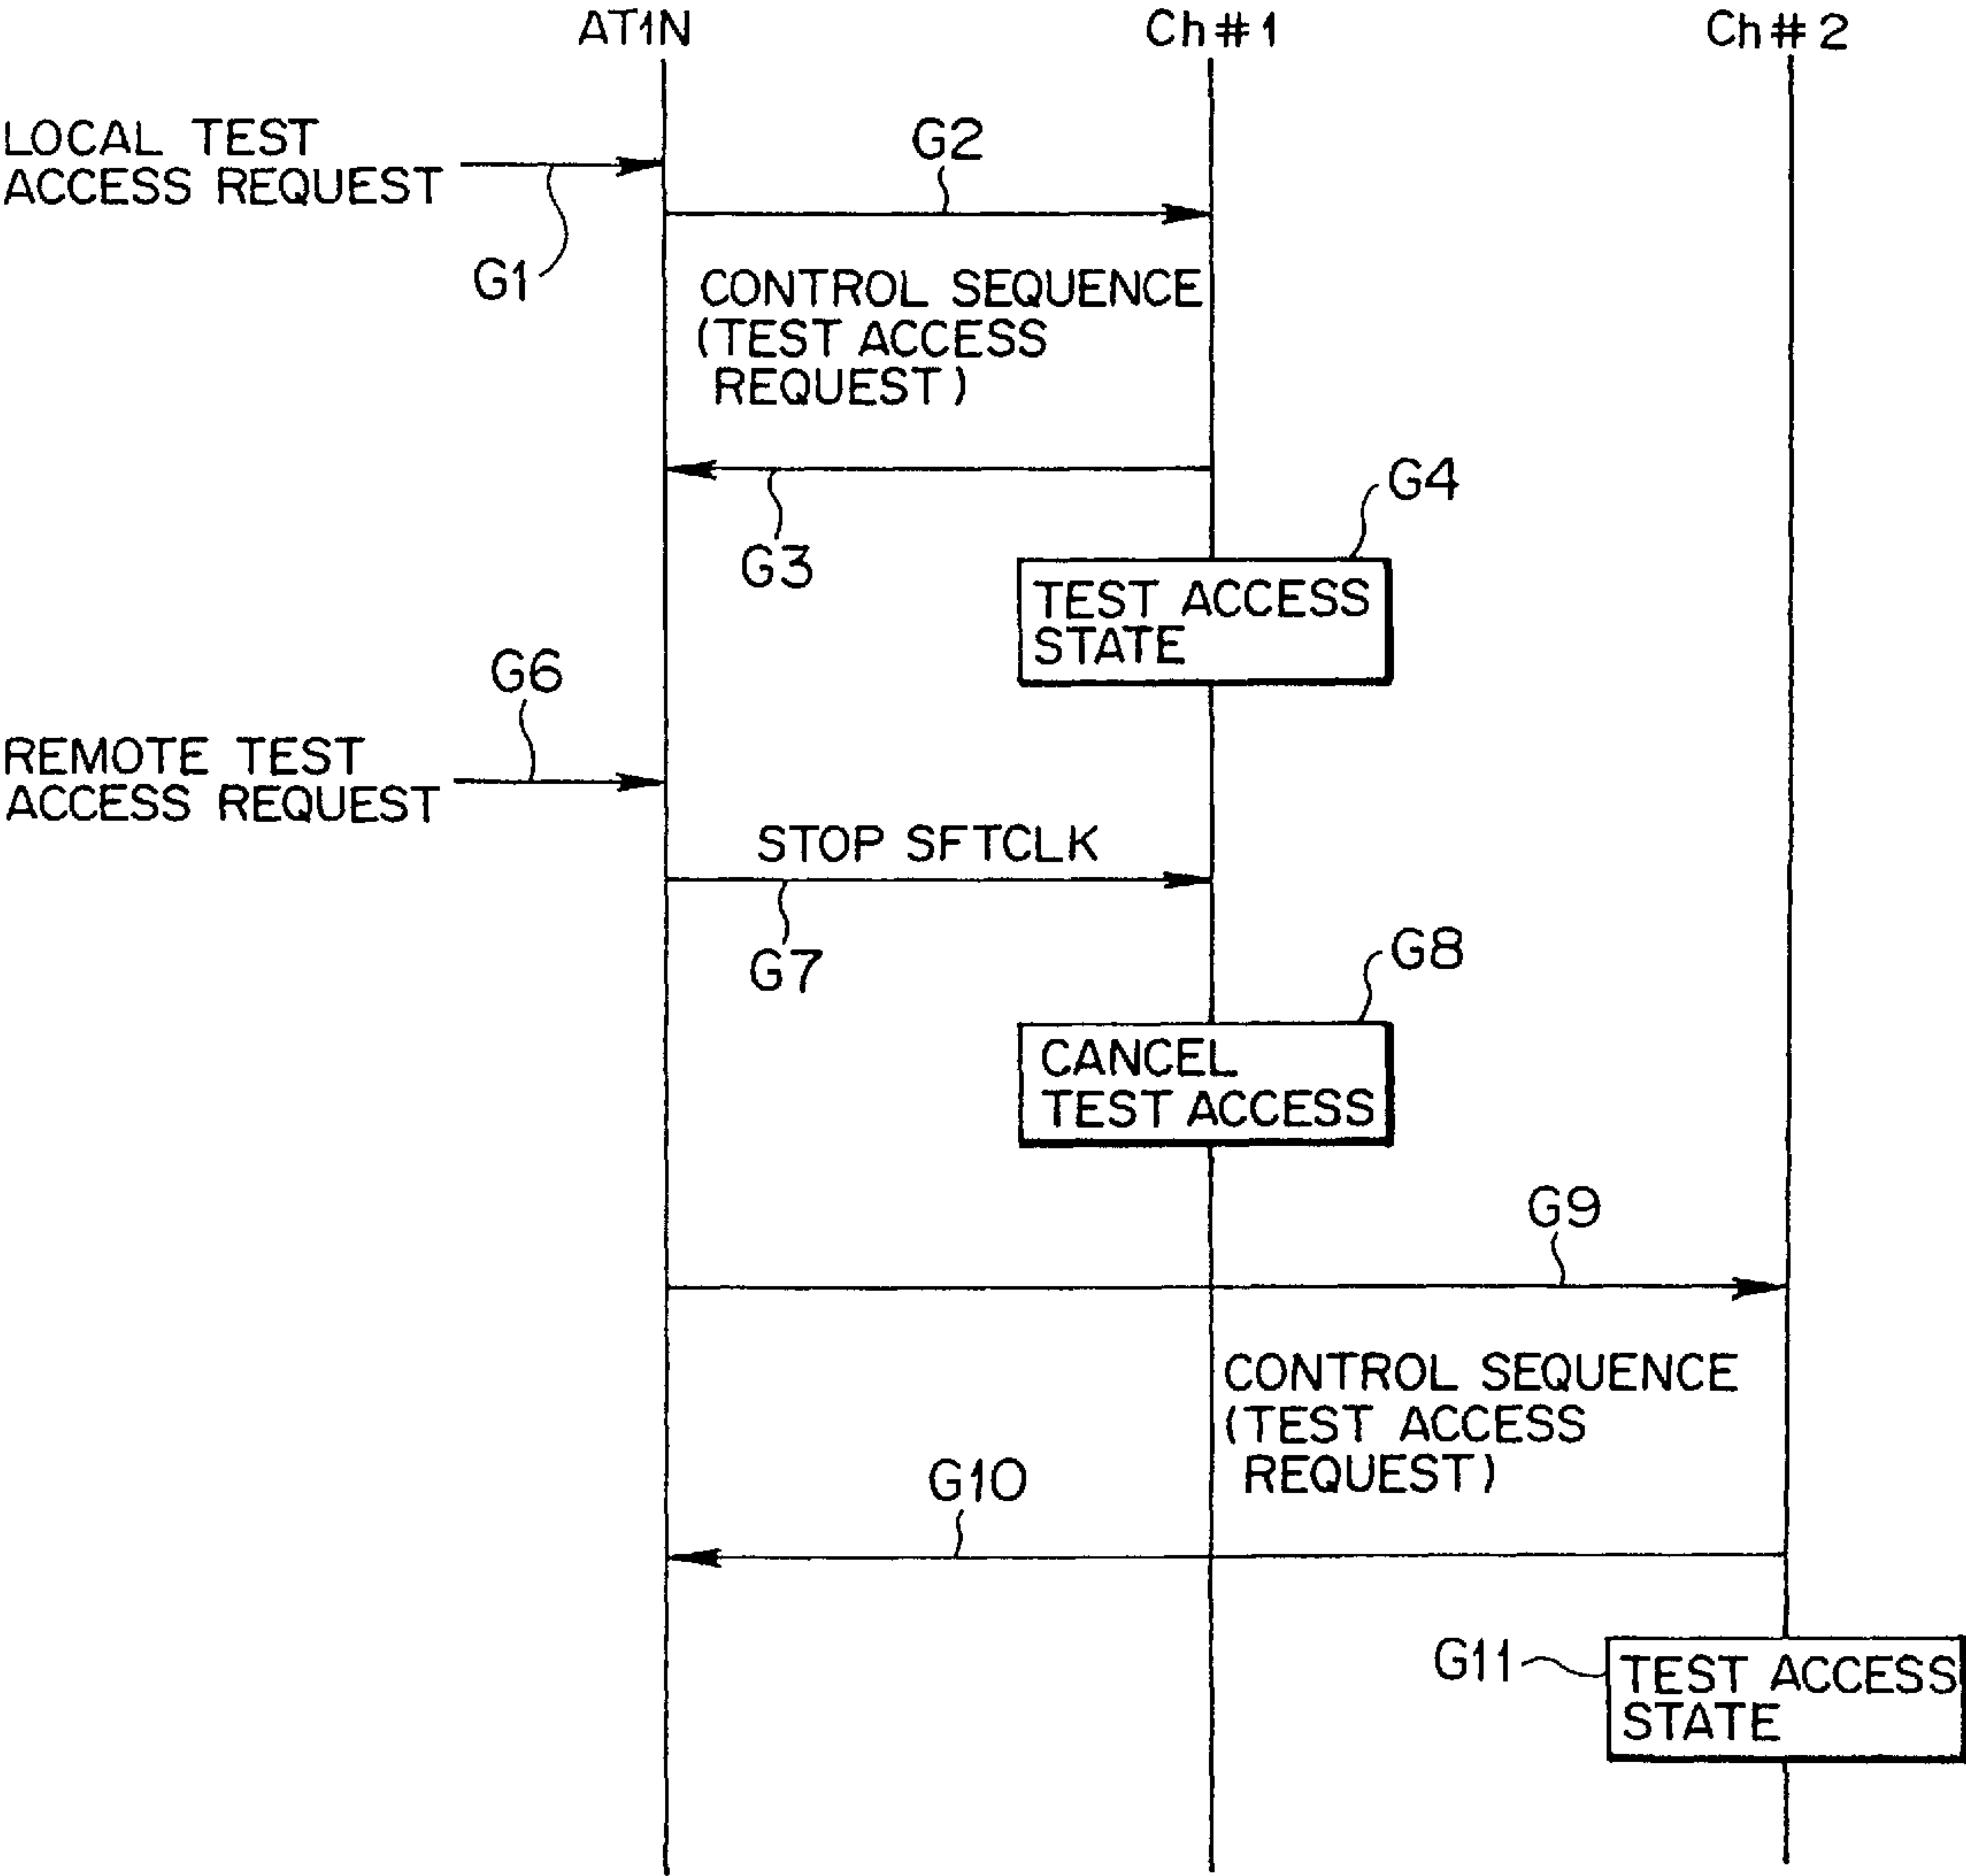 AT1N
Ch#1
Ch#2
LOCAL TEST
ACCESS REQUEST
G2
G1
CONTROL SEQUENCE
(TEST ACCESS
REQUEST)
G4
G3
TEST ACCESS
STATE
G6
REMOTE TEST
ACCESS REQUEST
STOP SFTCLK
G7
G8
CANCEL
TEST ACCESS
G9
CONTROL SEQUENCE
(TEST ACCESS
REQUEST)
G10
G11
TEST ACCESS
STATE